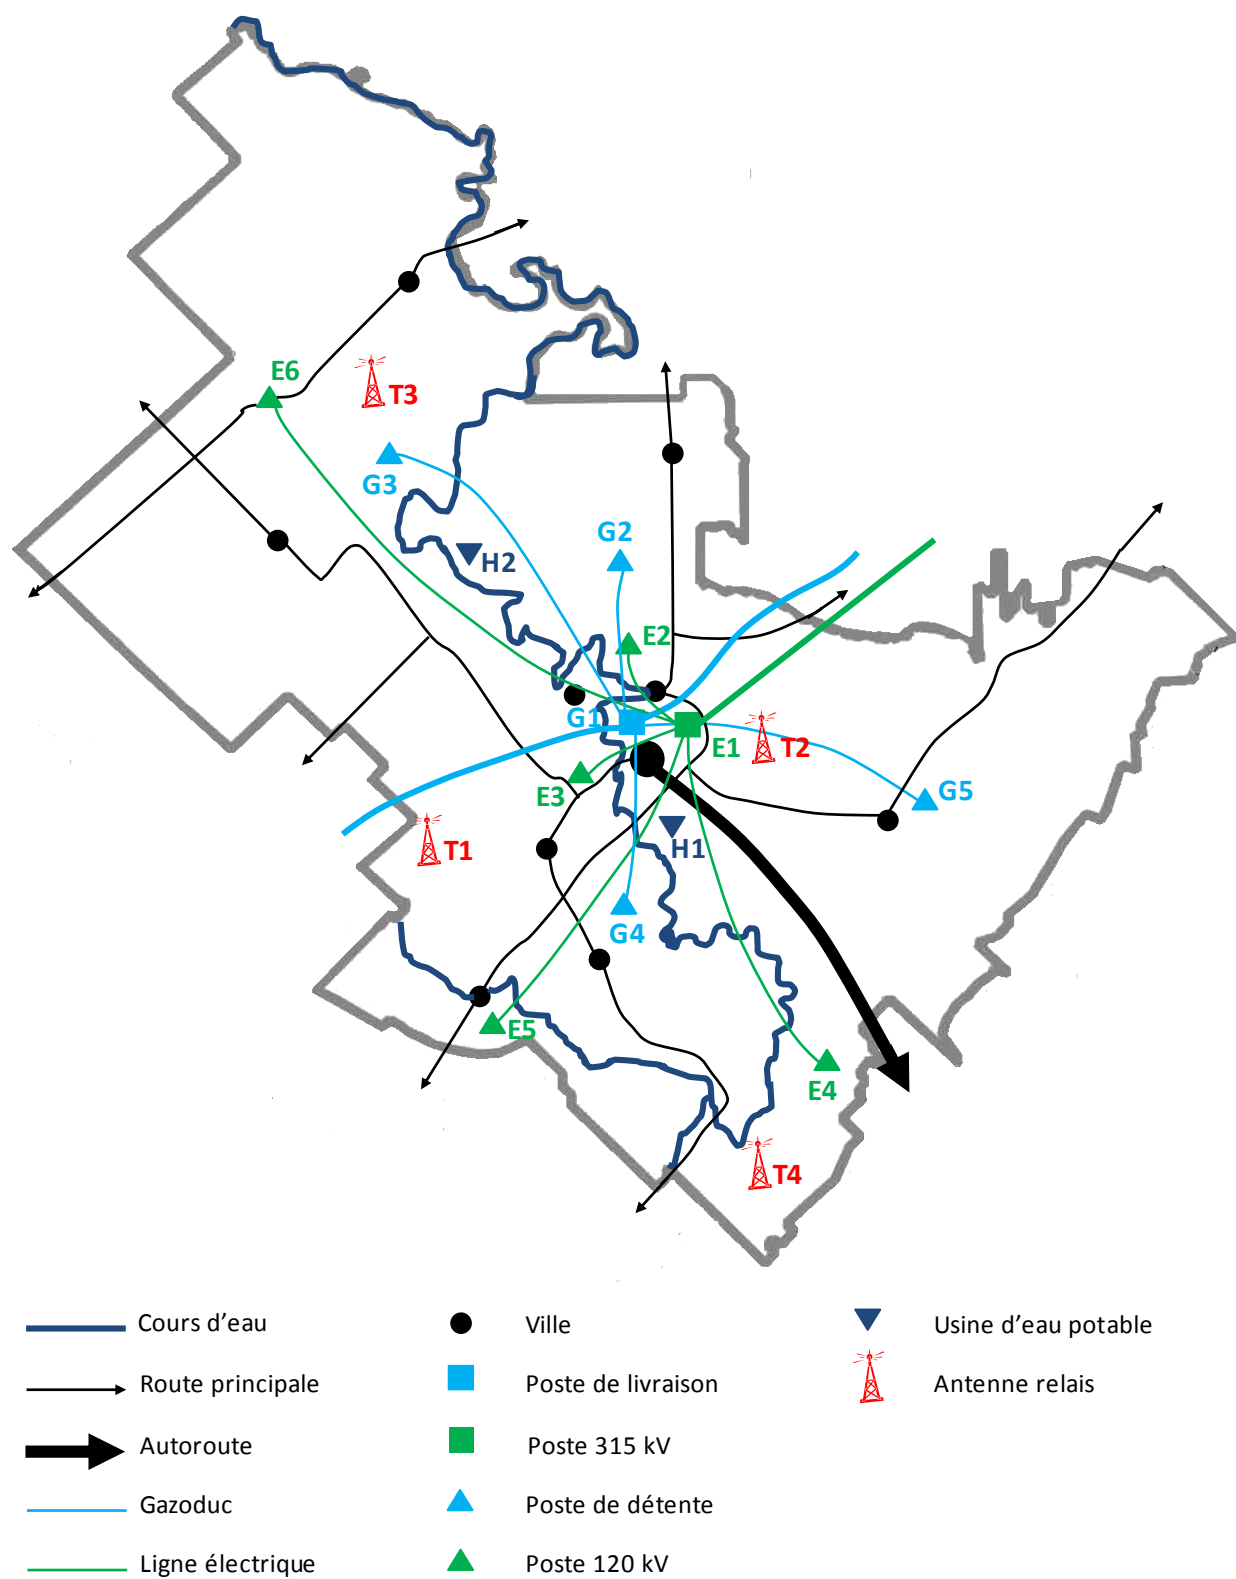 E6
T3
G3
G2
H2
E2
G1
E1
T2
E3
G5
T1
H1
G4
E5
E4
T4
Cours d'eau
Ville
Usine d'eau potable
Route principale
Poste de livraison
Antenne relais
Autoroute
Poste 315 kV
Gazoduc
Poste de détente
Ligne électrique
Poste 120 kV